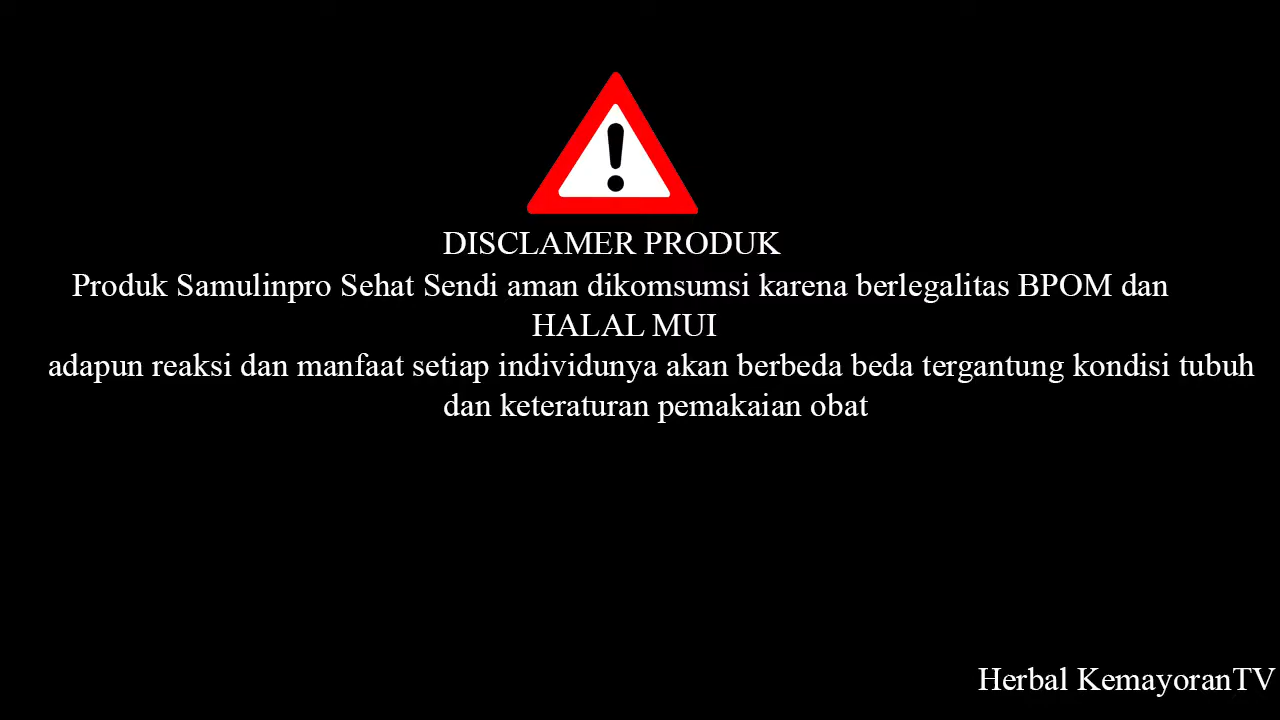 DISCLAMER PRODUK
Produk Samulinpro Sehat Sendi aman dikomsumsi karena berlegalitas BPOM dan
HALAL MUI
adapun reaksi dan manfaat setiap individunya akan berbeda beda tergantung kondisi tubuh
dan keteraturan pemakaian obat
Herbal KemayoranTV